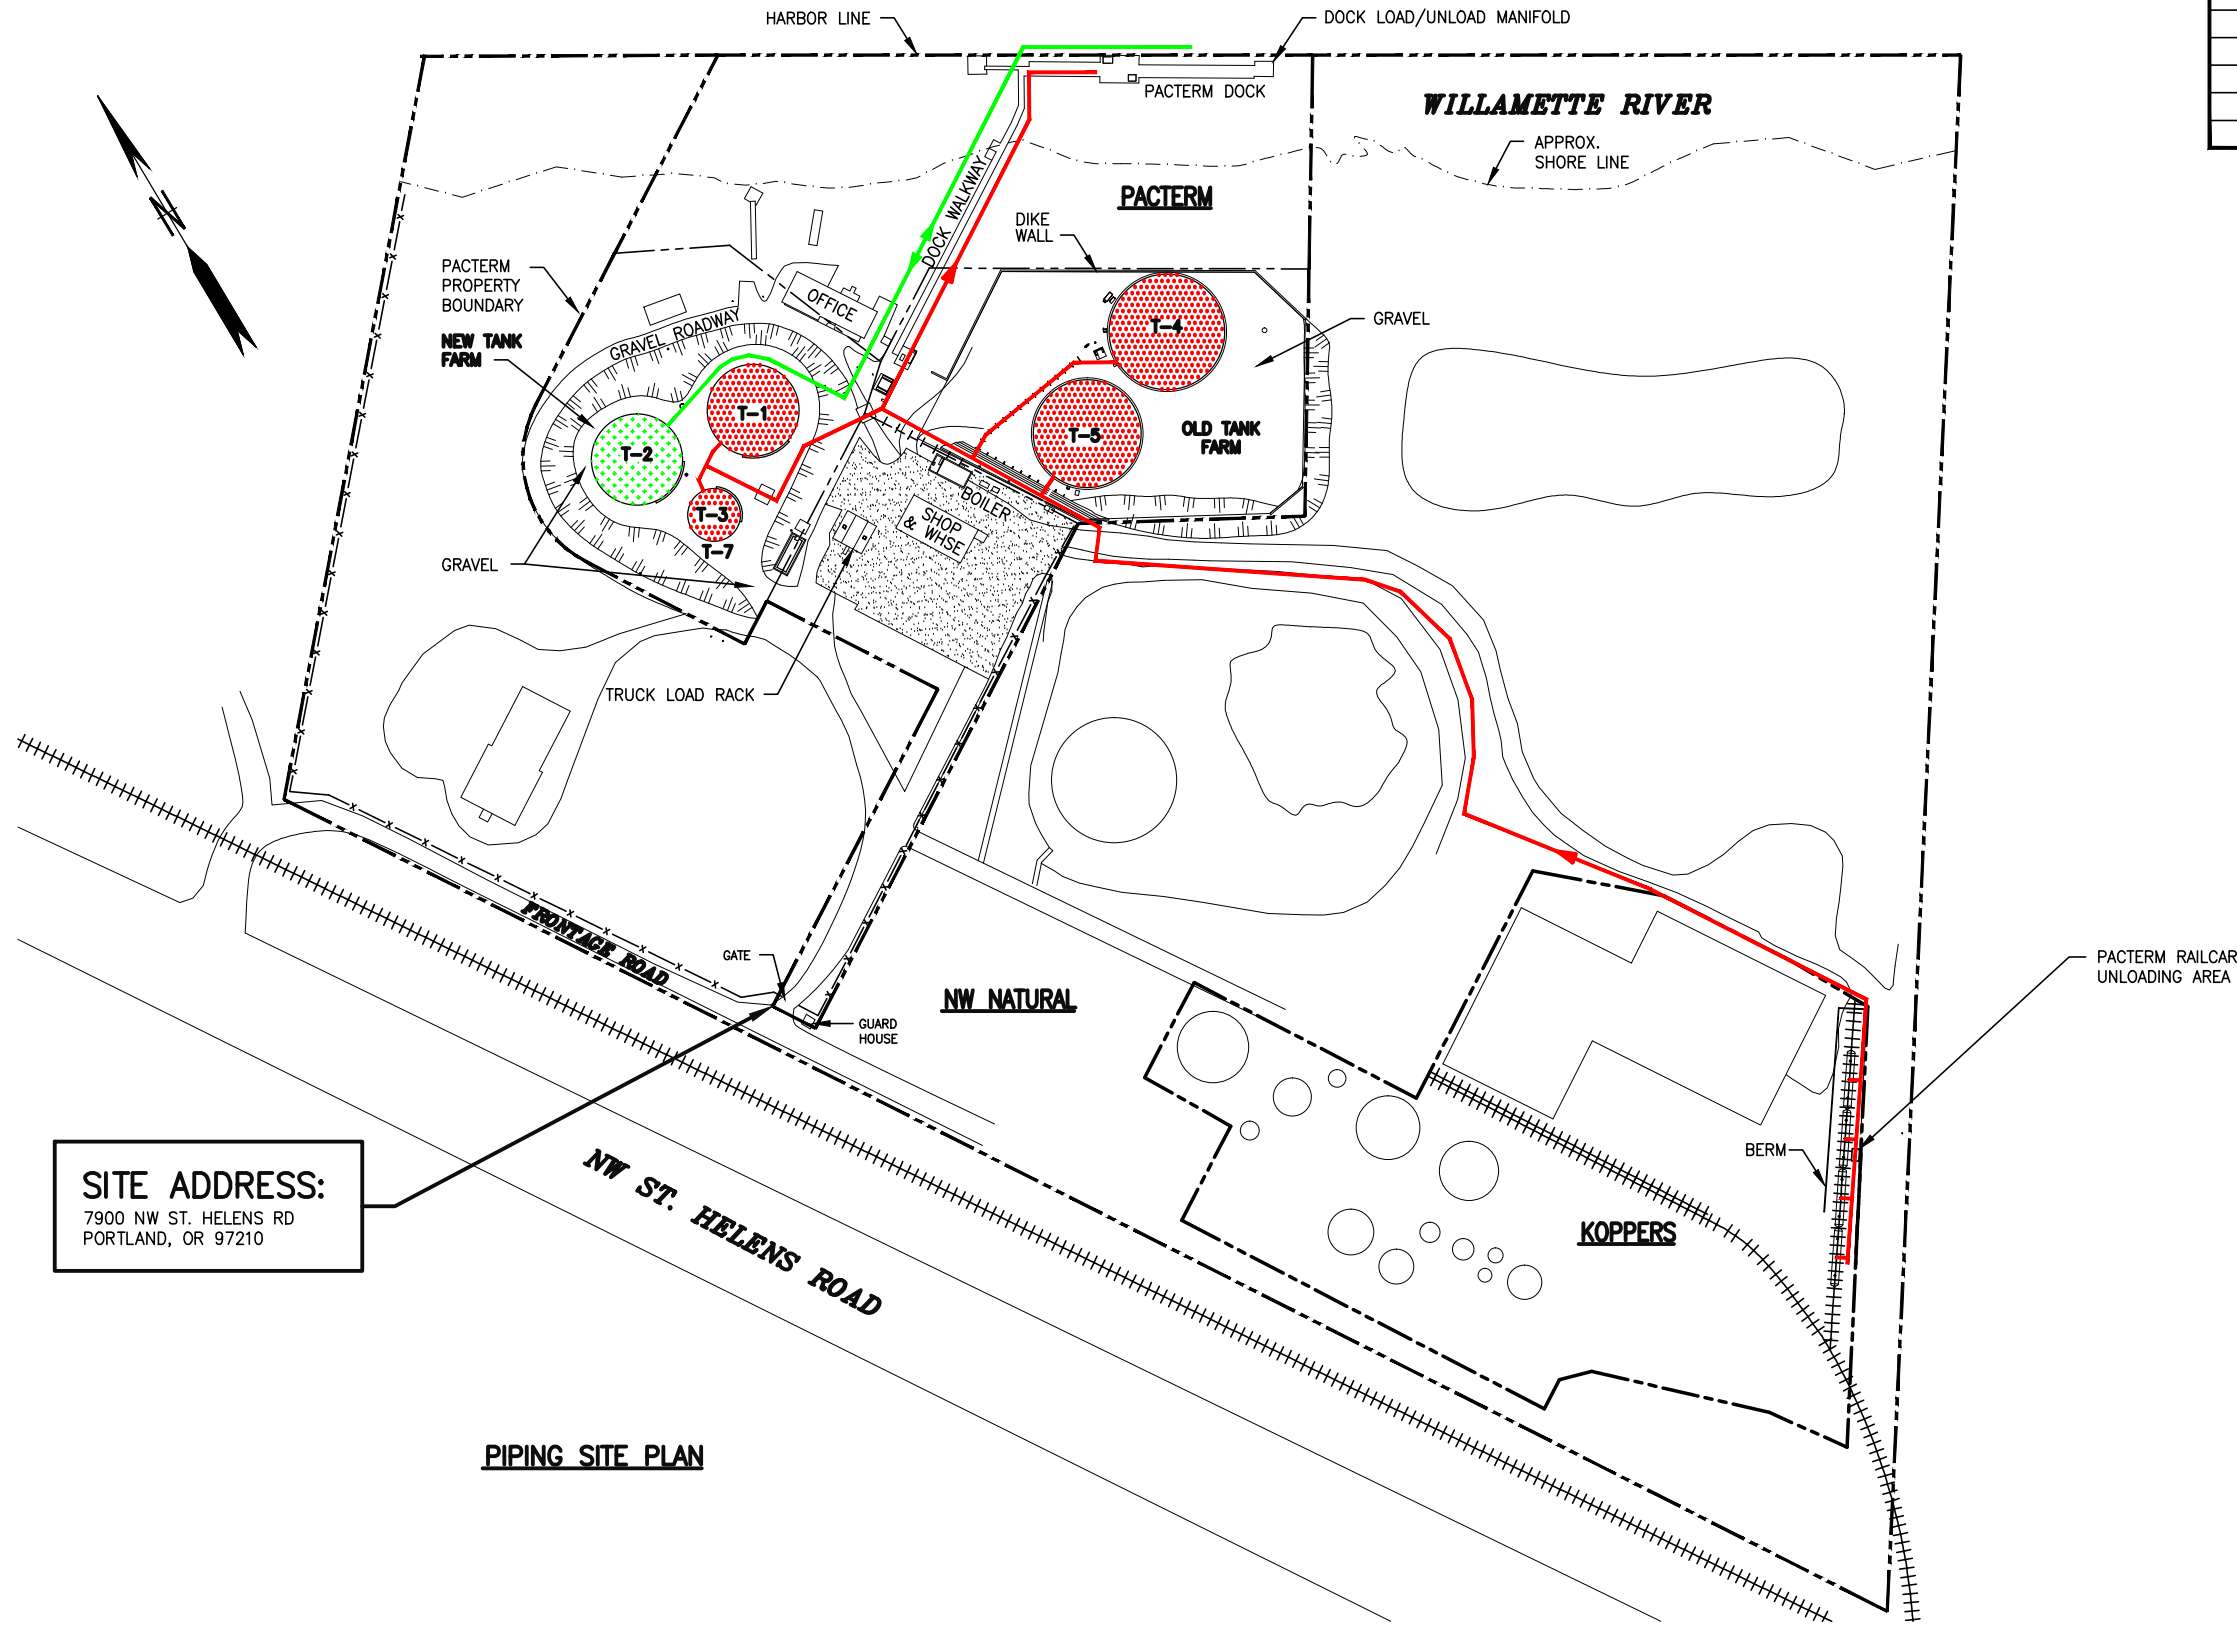 HARBOR LINE
DOCK LOAD/UNLOAD MANIFOLD
PACTERM DOCK
WILLAMETTE RIVER
APPROX.
SHORE LINE
DOCK WALKWAY
PACTERM
DIKE
WALL
PACTERM
PROPERTY
BOUNDARY
OFFICE
GRAVEL ROADWAY
NEW TANK
FARM
T-4
GRAVEL
T-1
T-2
T-5
OLD TANK
FARM
T-3
T-7
BOILER
SHOP
& WHSE
GRAVEL
TRUCK LOAD RACK
N
FRONTAGE ROAD
GATE
GUARD
HOUSE
NW NATURAL
PACTERM RAILCAR
UNLOADING AREA
BERM
KOPPERS
SITE ADDRESS:
7900 NW ST. HELENS RD
PORTLAND, OR 97210
NW ST. HELENS ROAD
PIPING SITE PLAN